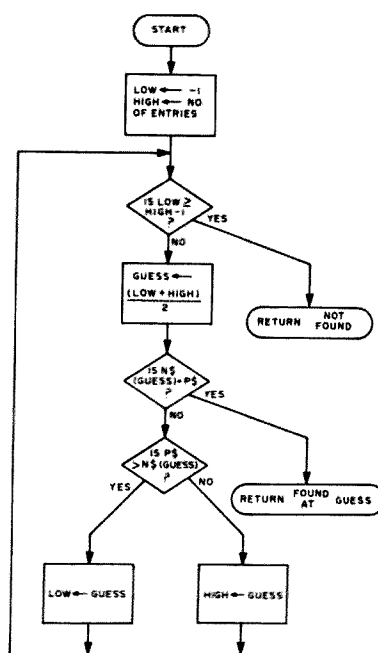 START
LOW ← -1
HIGH ← NO
OF ENTRIES
IS LOW ≥
HIGH-1
?
YES
NO
GUESS ←
(LOW + HIGH)
2
RETURN NOT FOUND
IS N$
(GUESS)=P$
?
YES
NO
IS P$
>N$(GUESS)
?
YES
NO
RETURN FOUND AT GUESS
LOW ← GUESS
HIGH ← GUESS